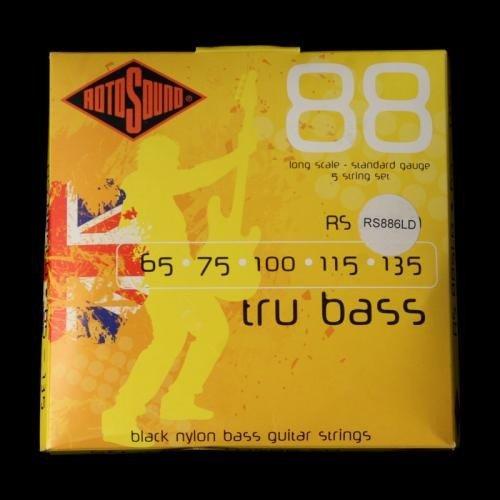 ROTOSOUND®
88
long scale - standard gauge
5 string set
RS RS886LD
65 · 75 · 100 · 115 · 135
tru bass
black nylon bass guitar strings